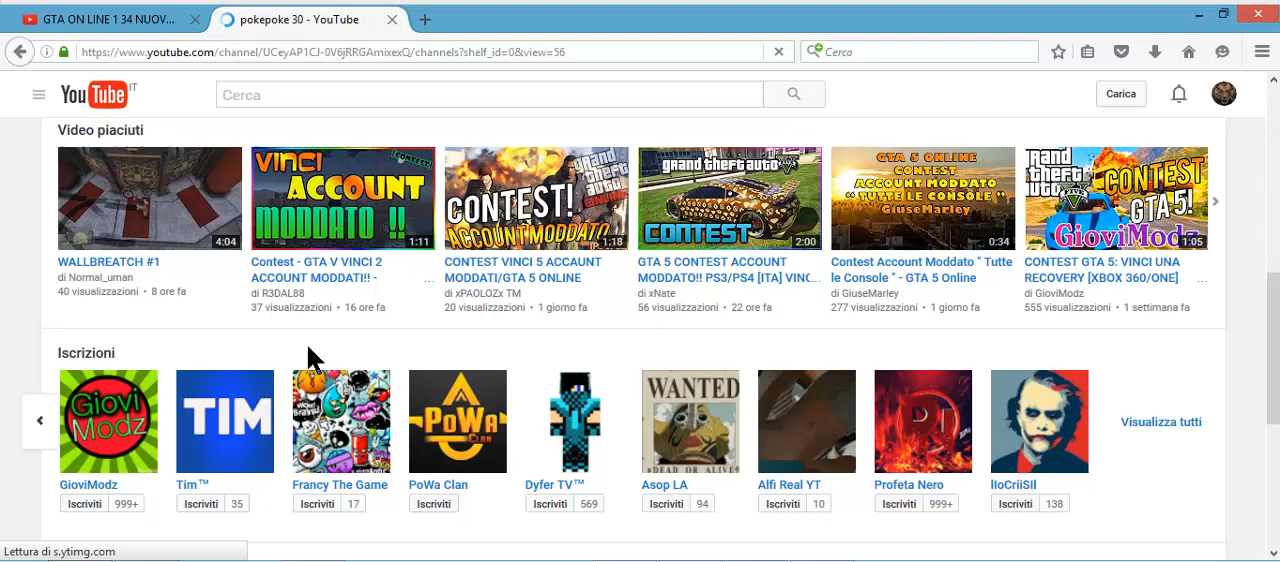 GTA ON LINE 1 34 NUOV...
pokepoke 30 - YouTube
https://www.youtube.com/channel/UCeyAP1CJ-0V6jRRGAmixexQ/channels?shelf_id=0&view=56
Cerca
YouTube IT
Cerca
Carica
Video piaciuti
4:04
VINCI ACCOUNT MODDATO !! CONTEST 1:11
CONTEST! ACCOUNT MODDATO grand theft auto 1:18
grand theft auto V CONTEST 2:00
GTA 5 ONLINE
CONTEST
ACCOUNT MODDATO
" TUTTE LE CONSOLE "
GiuseMarley
0:34
Rand theft auto V CONTEST GTA 5! GioviModz 1:05
WALLBREATCH #1
di Normal_uman
40 visualizzazioni • 8 ore fa
Contest - GTA V VINCI 2
ACCOUNT MODDATI!! - ...
di R3DAL88
37 visualizzazioni • 16 ore fa
CONTEST VINCI 5 ACCAUNT
MODDATI/GTA 5 ONLINE
di xPAOLOZx TM
20 visualizzazioni • 1 giorno fa
GTA 5 CONTEST ACCOUNT
MODDATO!! PS3/PS4 [ITA] VINC...
di xNate
56 visualizzazioni • 22 ore fa
Contest Account Moddato " Tutte
le Console " - GTA 5 Online
di GiuseMarley
277 visualizzazioni • 1 giorno fa
CONTEST GTA 5: VINCI UNA
RECOVERY [XBOX 360/ONE] ...
di GioviModz
555 visualizzazioni • 1 settimana fa
Iscrizioni
Giovi Modz
TIM
PoWa CLAN
WANTED
DEAD OR ALIVE
Visualizza tutti
GioviModz
Iscriviti 999+
Tim™
Iscriviti 35
Francy The Game
Iscriviti 17
PoWa Clan
Iscriviti
Dyfer TV™
Iscriviti 569
Asop LA
Iscriviti 94
Alfi Real YT
Iscriviti 10
Profeta Nero
Iscriviti 999+
lIoCriiSIl
Iscriviti 138
Lettura di s.ytimg.com